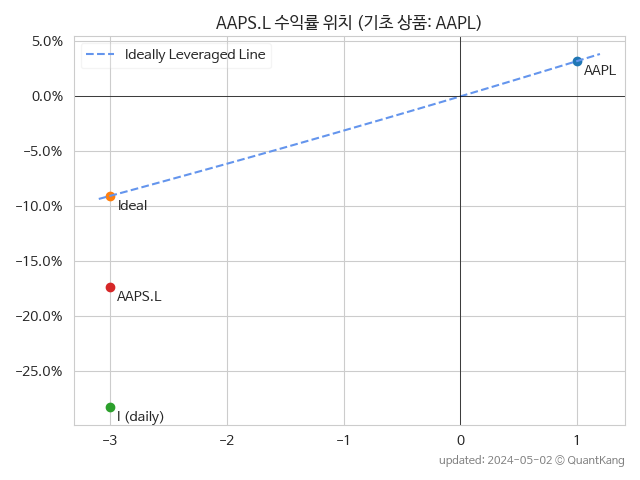 AAPS.L 수익률 위치 (기초 상품: AAPL)
5.0%
Ideally Leveraged Line
AAPL
0.0%
−5.0%
−10.0%
Ideal
−15.0%
AAPS.L
−20.0%
−25.0%
I (daily)
−3 −2 −1 0 1
updated: 2024-05-02 © QuantKang